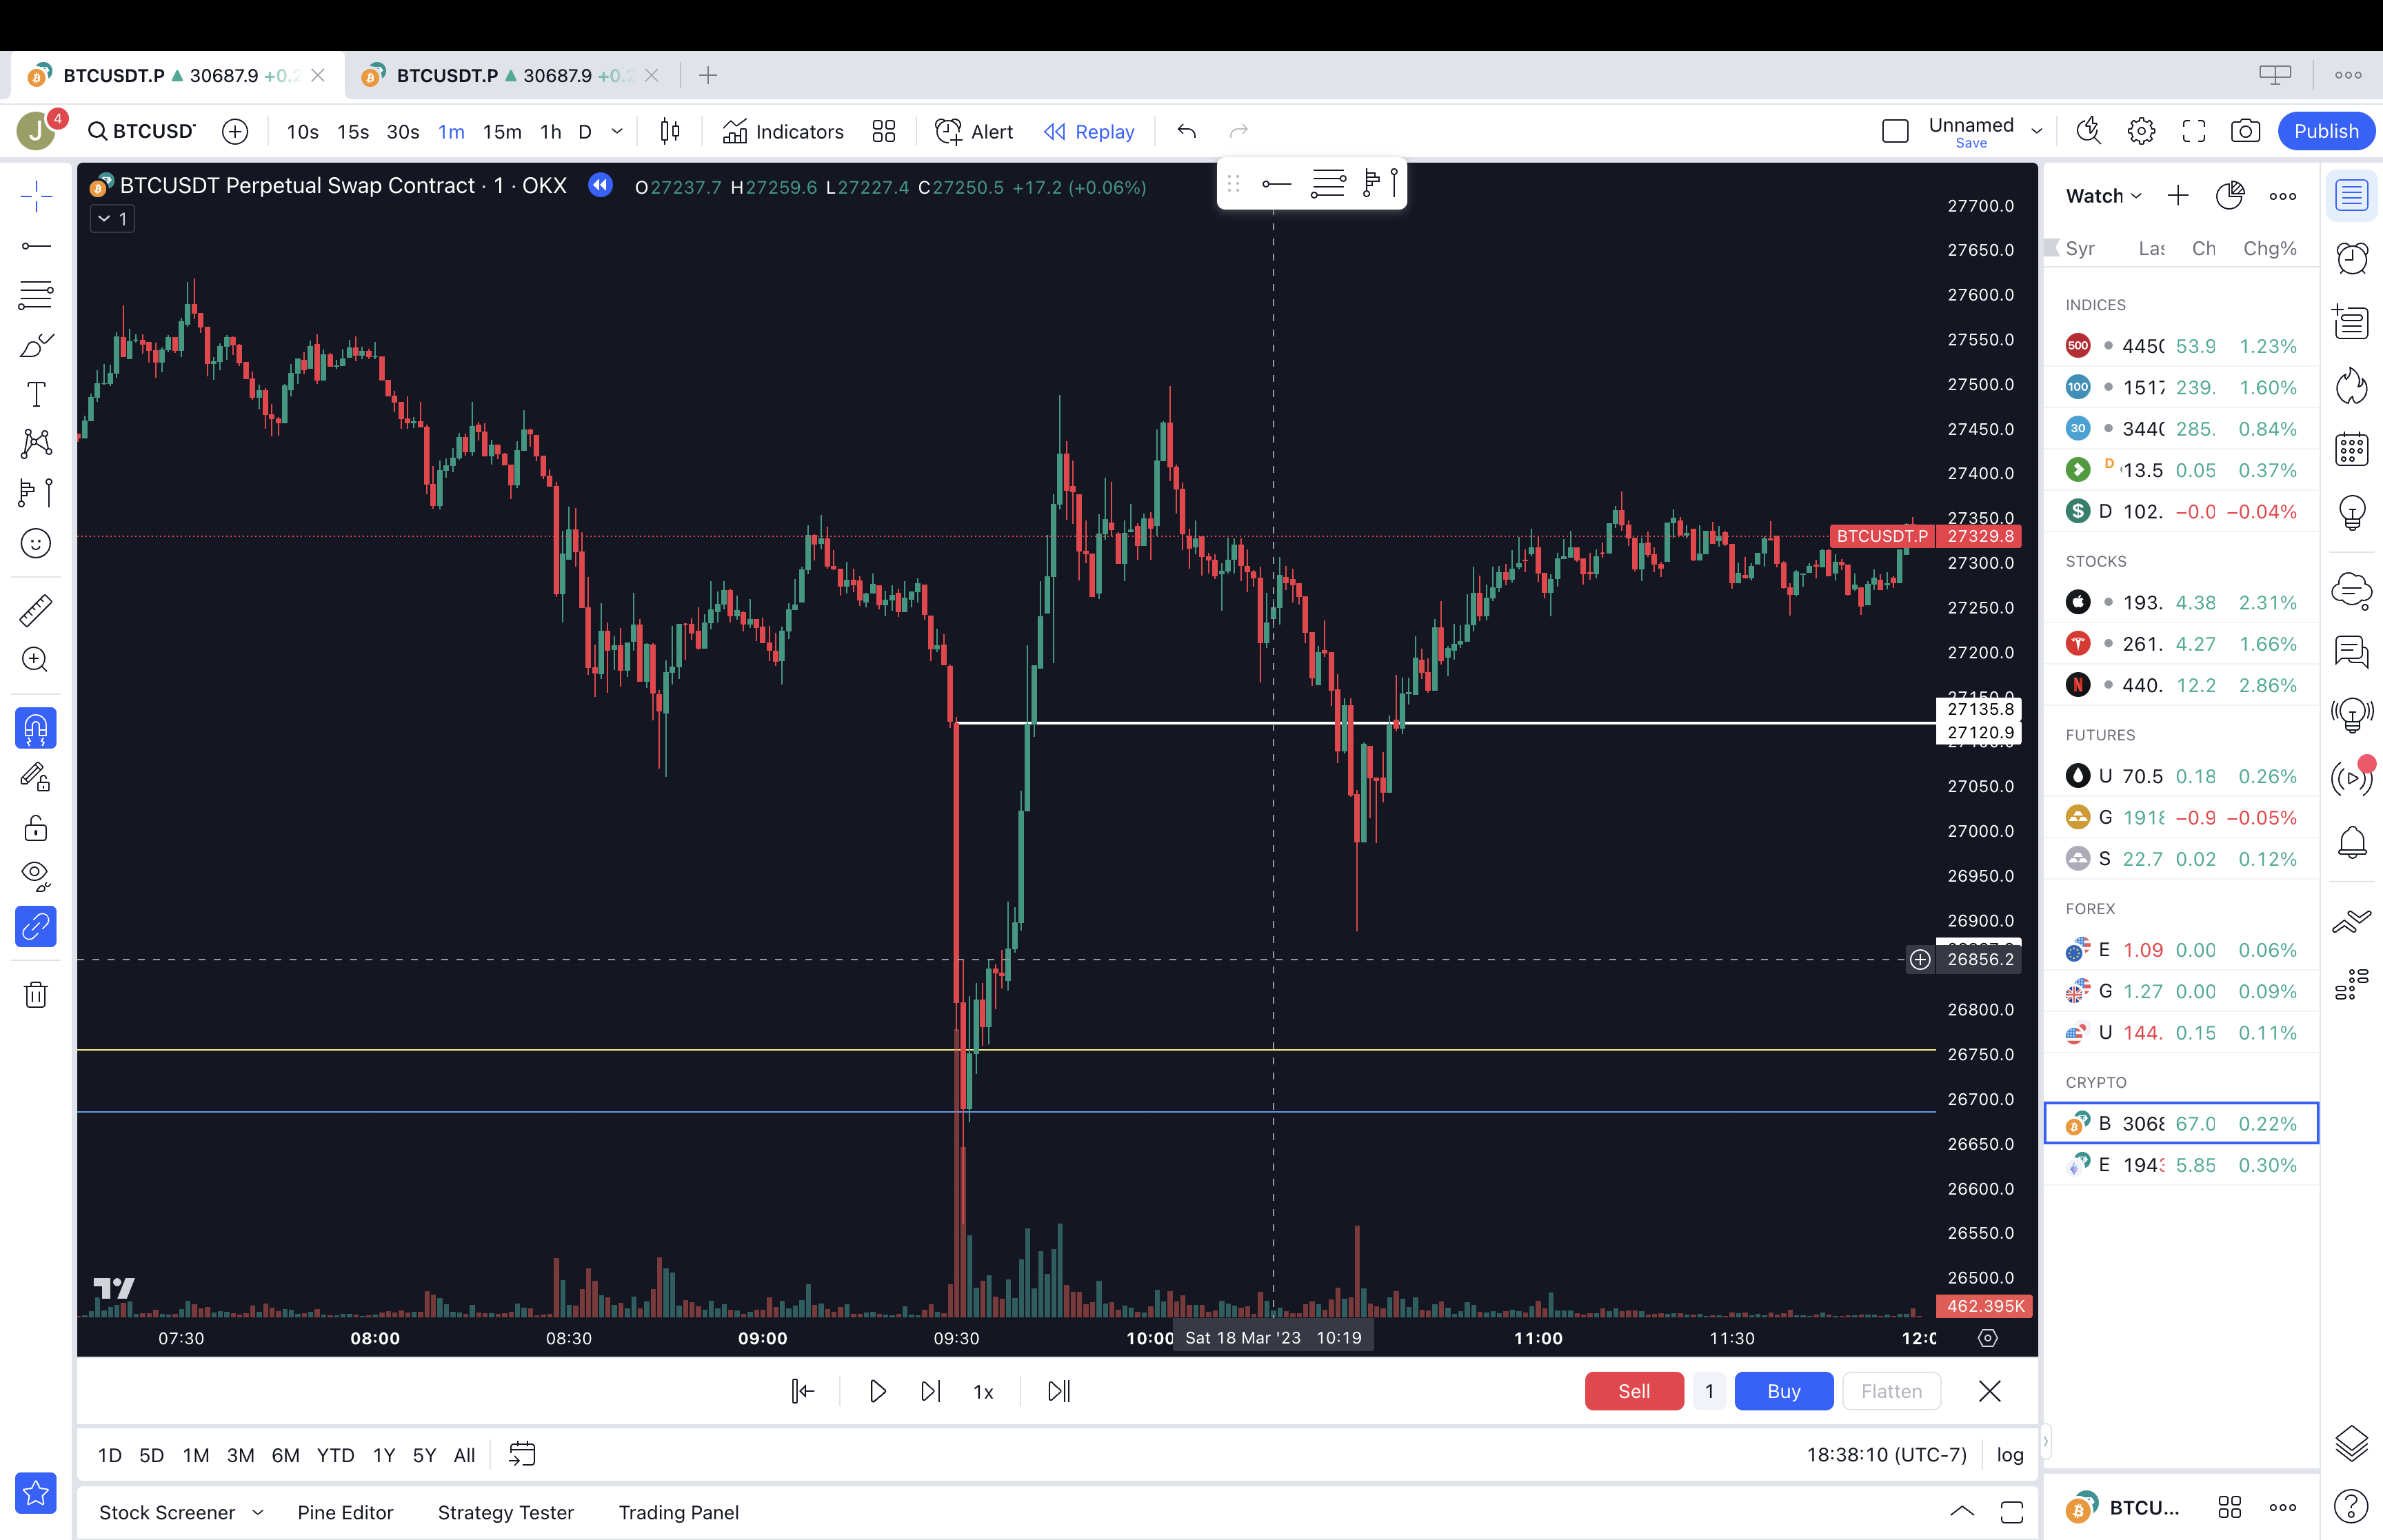 BTCUSDT.P 30687.9 +0.2
BTCUSDT.P 30687.9 +0.2
J 4 BTCUSD 10s 15s 30s 1m 15m 1h D Indicators Alert Replay Unnamed Save Publish
BTCUSDT Perpetual Swap Contract · 1 · OKX O27237.7 H27259.6 L27227.4 C27250.5 +17.2 (+0.06%)
1
27700.0
27650.0
27600.0
27550.0
27500.0
27450.0
27400.0
27350.0
BTCUSDT.P 27329.8
27300.0
27250.0
27200.0
27150.0
27135.8
27120.9
27050.0
27000.0
26950.0
26900.0
26856.2
26800.0
26750.0
26700.0
26650.0
26600.0
26550.0
26500.0
462.395K
07:30 08:00 08:30 09:00 09:30 10:00 Sat 18 Mar '23 10:19 11:00 11:30 12:0
1x Sell 1 Buy Flatten
1D 5D 1M 3M 6M YTD 1Y 5Y All 18:38:10 (UTC-7) log
Stock Screener Pine Editor Strategy Tester Trading Panel
Watch
Syr Las Ch Chg%
INDICES
500 445 53.9 1.23%
100 151 239. 1.60%
30 344 285. 0.84%
D 13.5 0.05 0.37%
$ D 102. −0.0 −0.04%
STOCKS
193. 4.38 2.31%
261. 4.27 1.66%
N 440. 12.2 2.86%
FUTURES
U 70.5 0.18 0.26%
G 1918 −0.9 −0.05%
S 22.7 0.02 0.12%
FOREX
E 1.09 0.00 0.06%
G 1.27 0.00 0.09%
U 144. 0.15 0.11%
CRYPTO
B 3068 67.0 0.22%
E 1943 5.85 0.30%
BTCU...